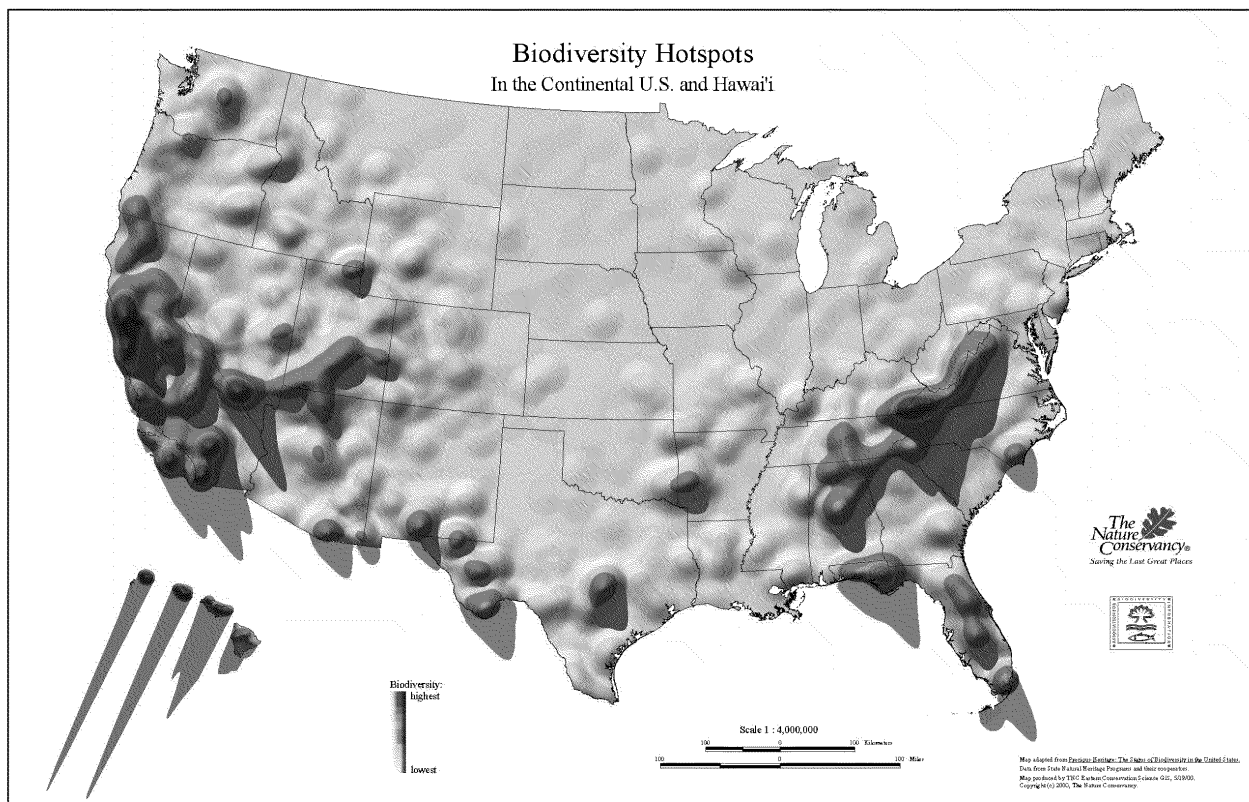 Biodiversity Hotspots
In the Continental U.S. and Hawai'i
The
Nature
Conservancy®
Saving the Last Great Places
Biodiversity:
highest
lowest
Scale 1 : 4,000,000
100 0 100 Kilometers
100 0 100 Miles
Map adapted from Precious Heritage: The Status of Biodiversity in the United States.
Data from State Natural Heritage Programs and their cooperators.
Map produced by TNC Eastern Conservation Science GIS, 5/19/00.
Copyright (c) 2000, The Nature Conservancy.